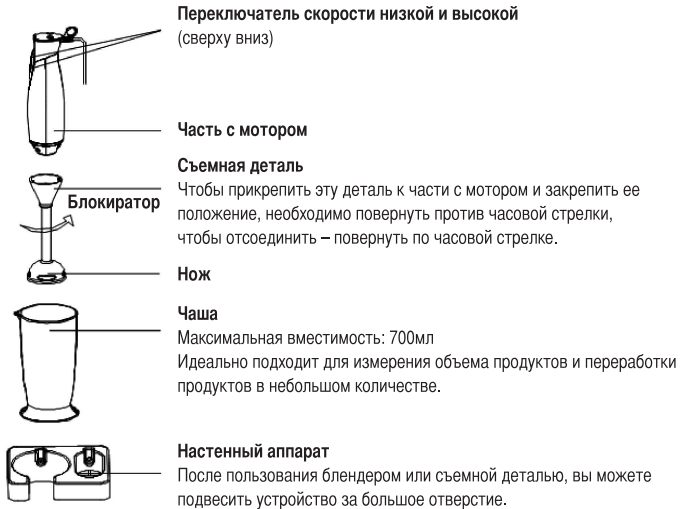 Переключатель скорости низкой и высокой
(сверху вниз)
Часть с мотором
Съемная деталь
Чтобы прикрепить эту деталь к части с мотором и закрепить ее
Блокиратор
положение, необходимо повернуть против часовой стрелки,
чтобы отсоединить – повернуть по часовой стрелке.
Нож
Чаша
Максимальная вместимость: 700мл
Идеально подходит для измерения объема продуктов и переработки
продуктов в небольшом количестве.
Настенный аппарат
После пользования блендером или съемной деталью, вы можете
подвесить устройство за большое отверстие.